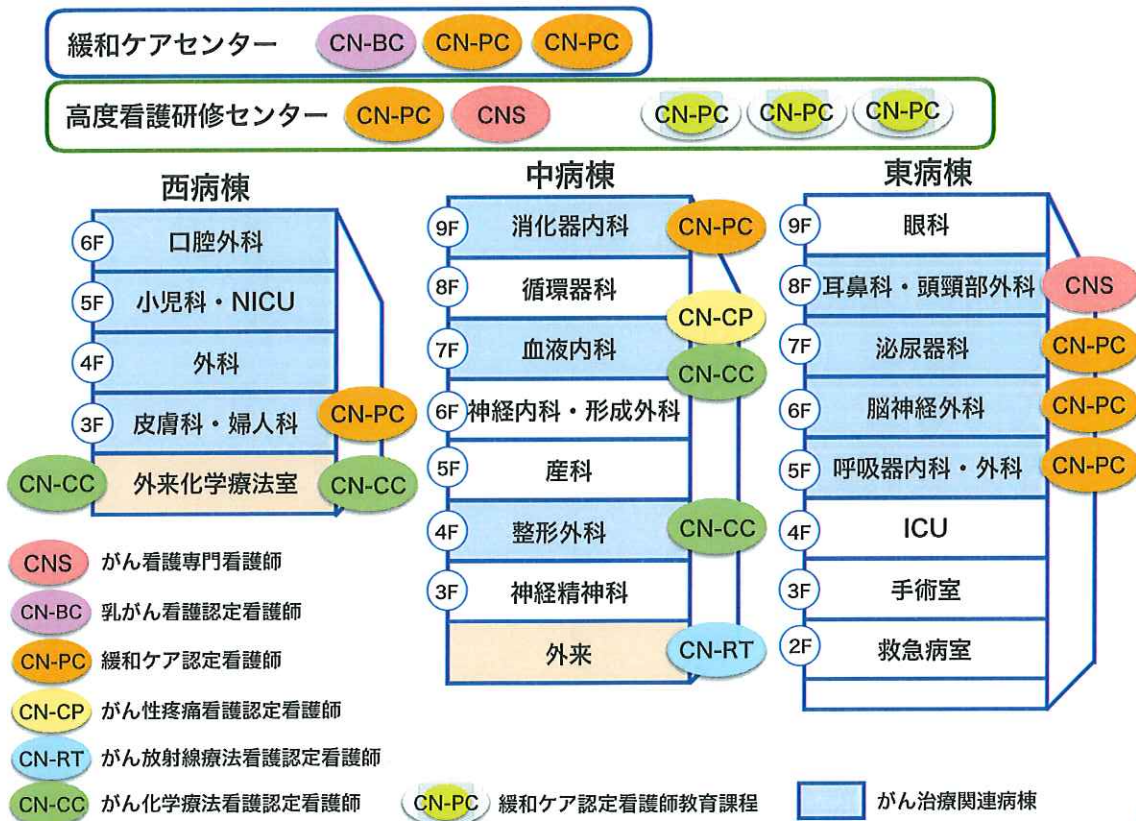 緩和ケアセンター CN-BC CN-PC CN-PC
高度看護研修センター CN-PC CNS CN-PC CN-PC CN-PC
西病棟
6F 口腔外科
5F 小児科・NICU
4F 外科
3F 皮膚科・婦人科 CN-PC
CN-CC 外来化学療法室 CN-CC
中病棟
9F 消化器内科 CN-PC
8F 循環器科
CN-CP
7F 血液内科
CN-CC
6F 神経内科・形成外科
5F 産科
4F 整形外科 CN-CC
3F 神経精神科
外来 CN-RT
東病棟
9F 眼科
8F 耳鼻科・頭頸部外科 CNS
7F 泌尿器科 CN-PC
6F 脳神経外科 CN-PC
5F 呼吸器内科・外科 CN-PC
4F ICU
3F 手術室
2F 救急病室
CNS がん看護専門看護師
CN-BC 乳がん看護認定看護師
CN-PC 緩和ケア認定看護師
CN-CP がん性疼痛看護認定看護師
CN-RT がん放射線療法看護認定看護師
CN-CC がん化学療法看護認定看護師
CN-PC 緩和ケア認定看護師教育課程
がん治療関連病棟